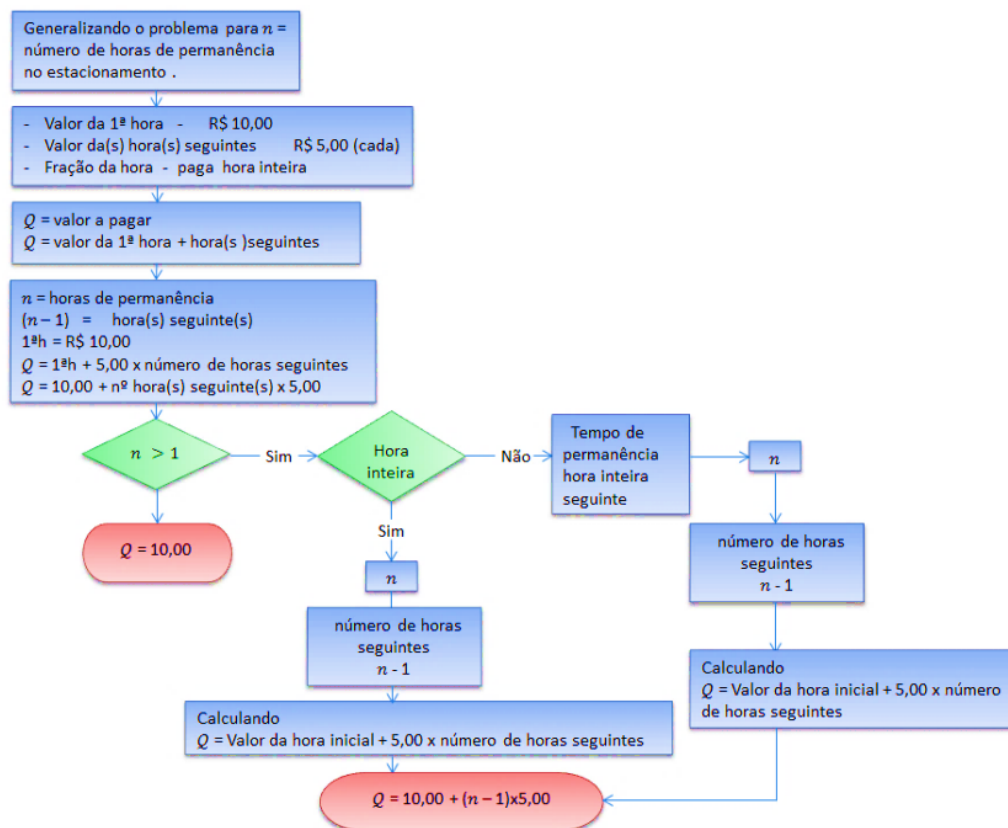 Generalizando o problema para n =
número de horas de permanência
no estacionamento .
- Valor da 1ª hora - R$ 10,00
- Valor da(s) hora(s) seguintes R$ 5,00 (cada)
- Fração da hora - paga hora inteira
Q = valor a pagar
Q = valor da 1ª hora + hora(s )seguintes
n = horas de permanência
(n – 1) = hora(s) seguinte(s)
1ªh = R$ 10,00
Q = 1ªh + 5,00 x número de horas seguintes
Q = 10,00 + nº hora(s) seguinte(s) x 5,00
n > 1
Sim
Hora
inteira
Não
Tempo de
permanência
hora inteira
seguinte
n
Q = 10,00
Sim
n
número de horas
seguintes
n - 1
número de horas
seguintes
n - 1
Calculando
Q = Valor da hora inicial + 5,00 x número
de horas seguintes
Calculando
Q = Valor da hora inicial + 5,00 x número de horas seguintes
Q = 10,00 + (n – 1)x5,00